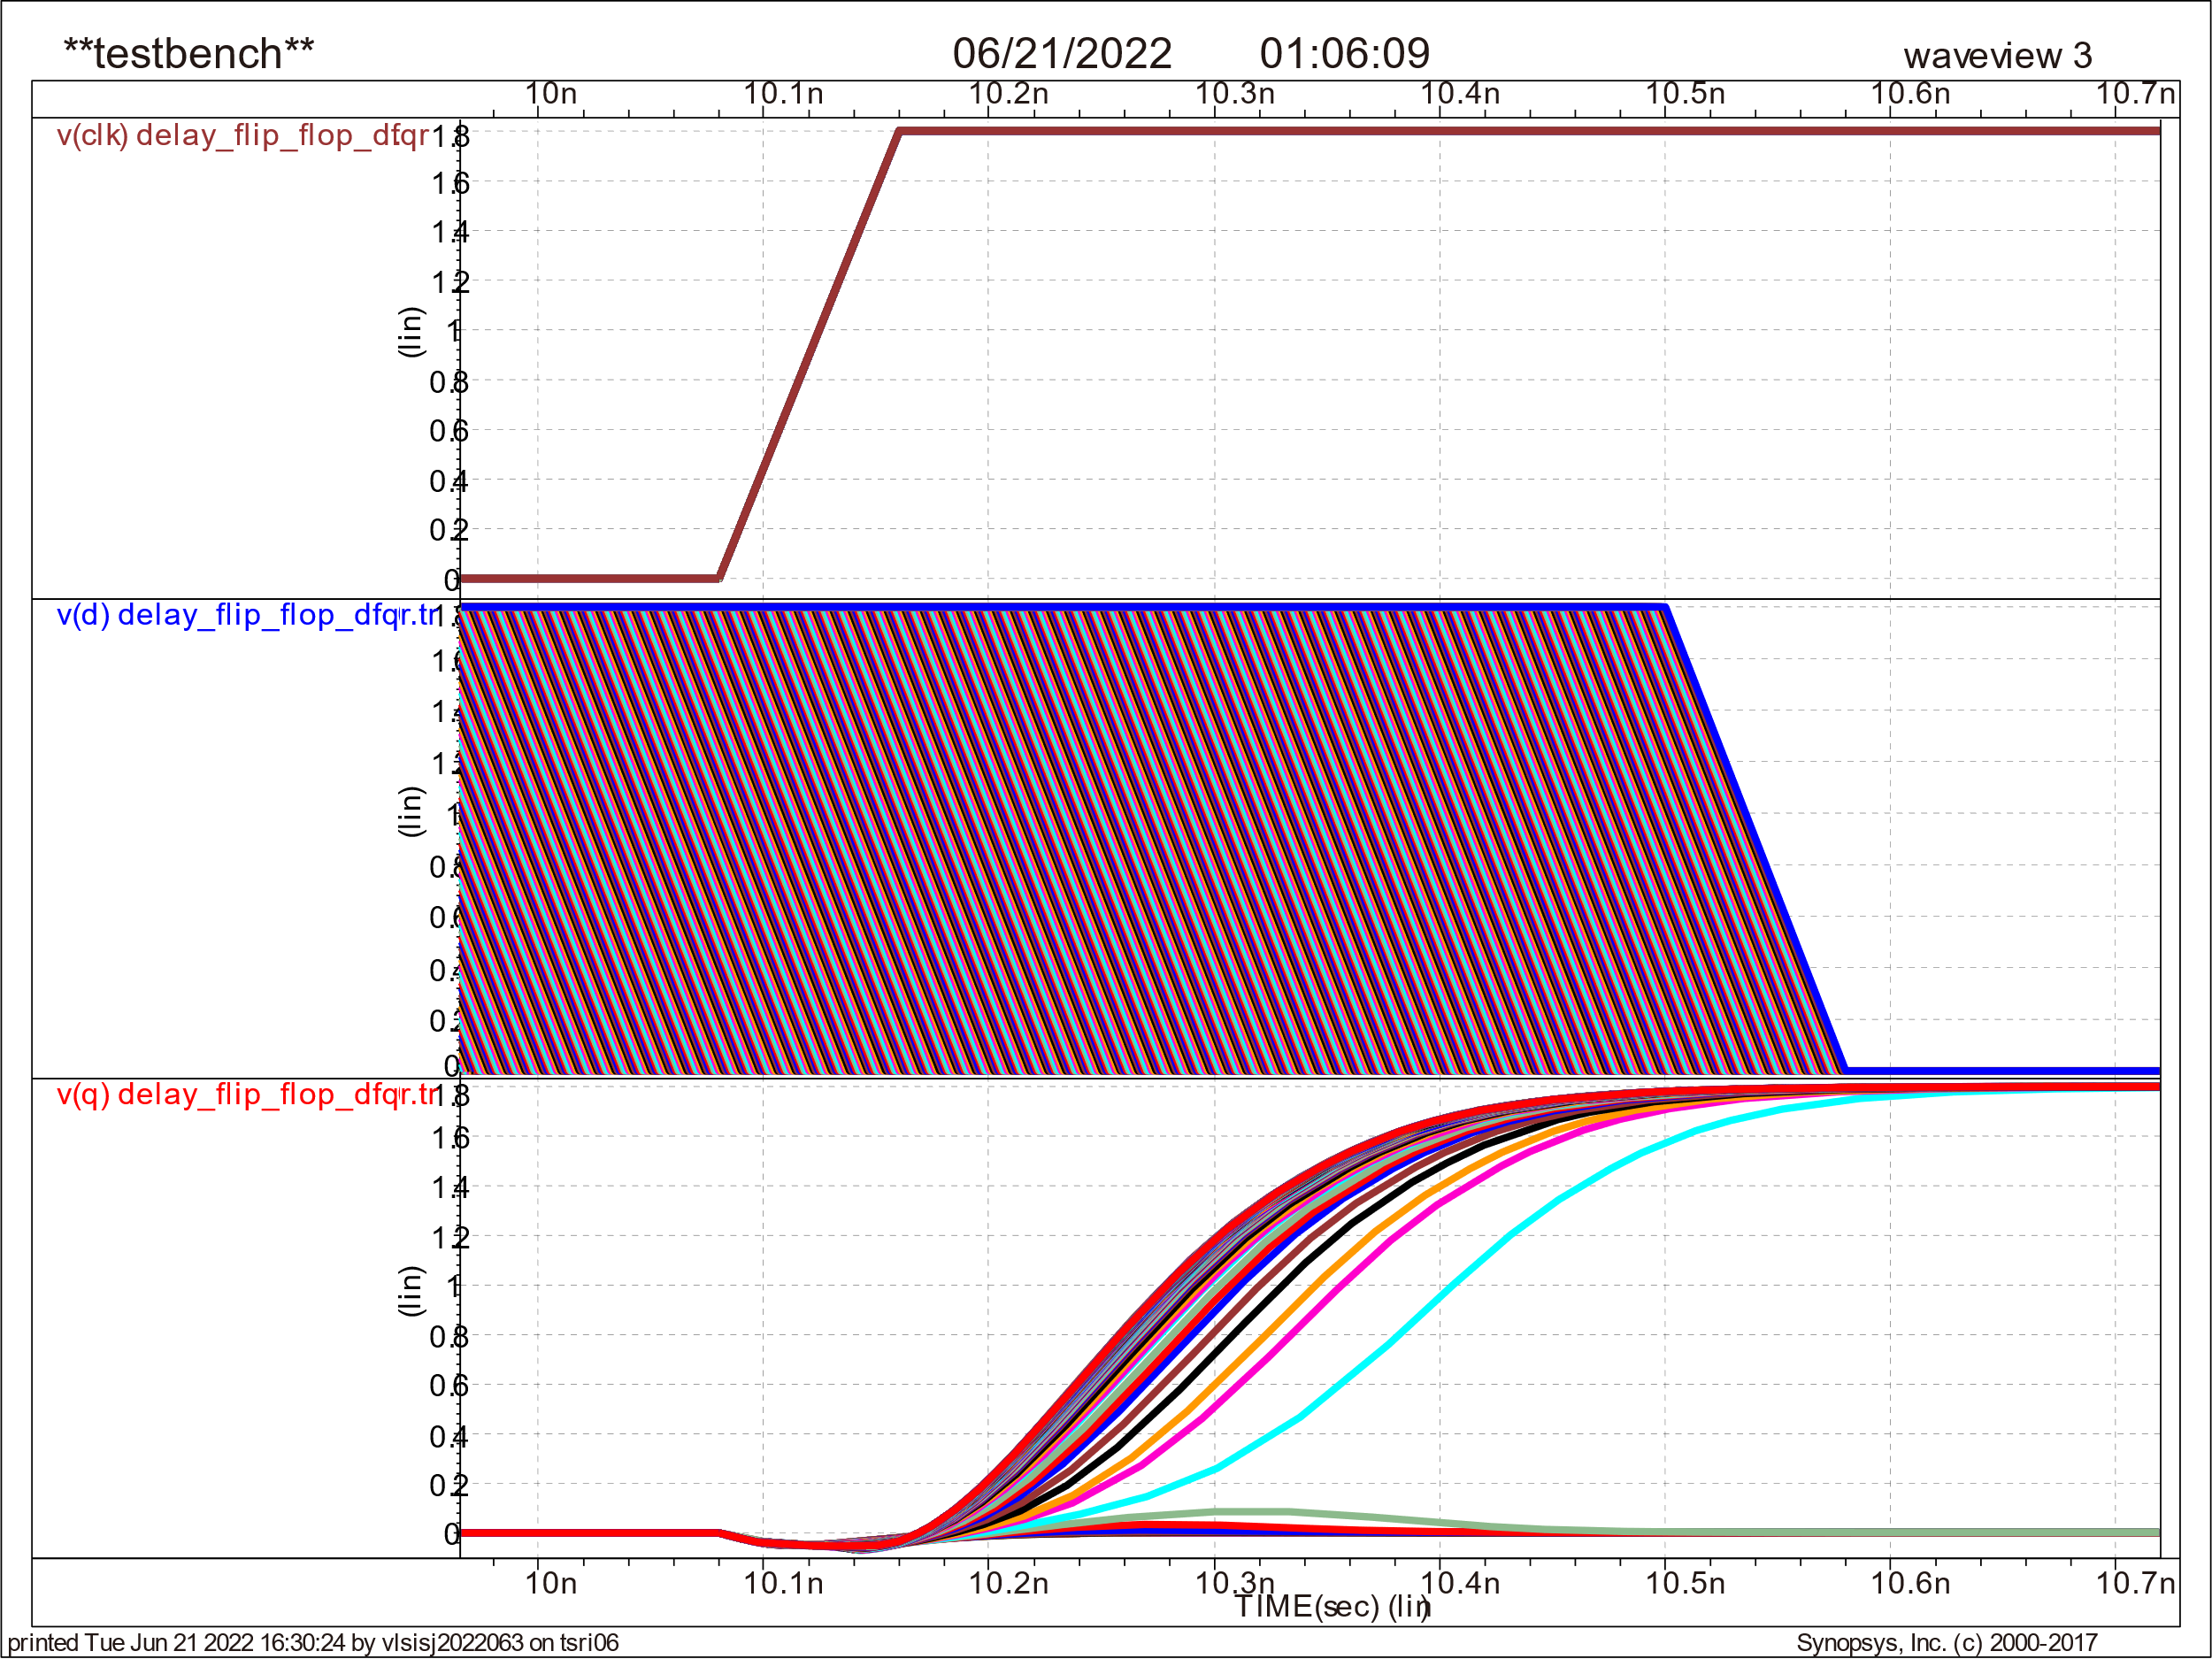 **testbench** 06/21/2022 01:06:09 waveview 3
10n 10.1n 10.2n 10.3n 10.4n 10.5n 10.6n 10.7n
v(clk) delay_flip_flop_dfqr
1.8
1.6
1.4
1.2
1
0.8
0.6
0.4
0.2
0
(lin)
v(d) delay_flip_flop_dfqr.tr
1
0
(lin)
v(q) delay_flip_flop_dfqr.tr
1.8
1.6
1.4
1.2
1
0.8
0.6
0.4
0.2
0
(lin)
10n 10.1n 10.2n 10.3n 10.4n 10.5n 10.6n 10.7n
TIME(sec) (lin)
printed Tue Jun 21 2022 16:30:24 by vlsisj2022063 on tsri06 Synopsys, Inc. (c) 2000-2017